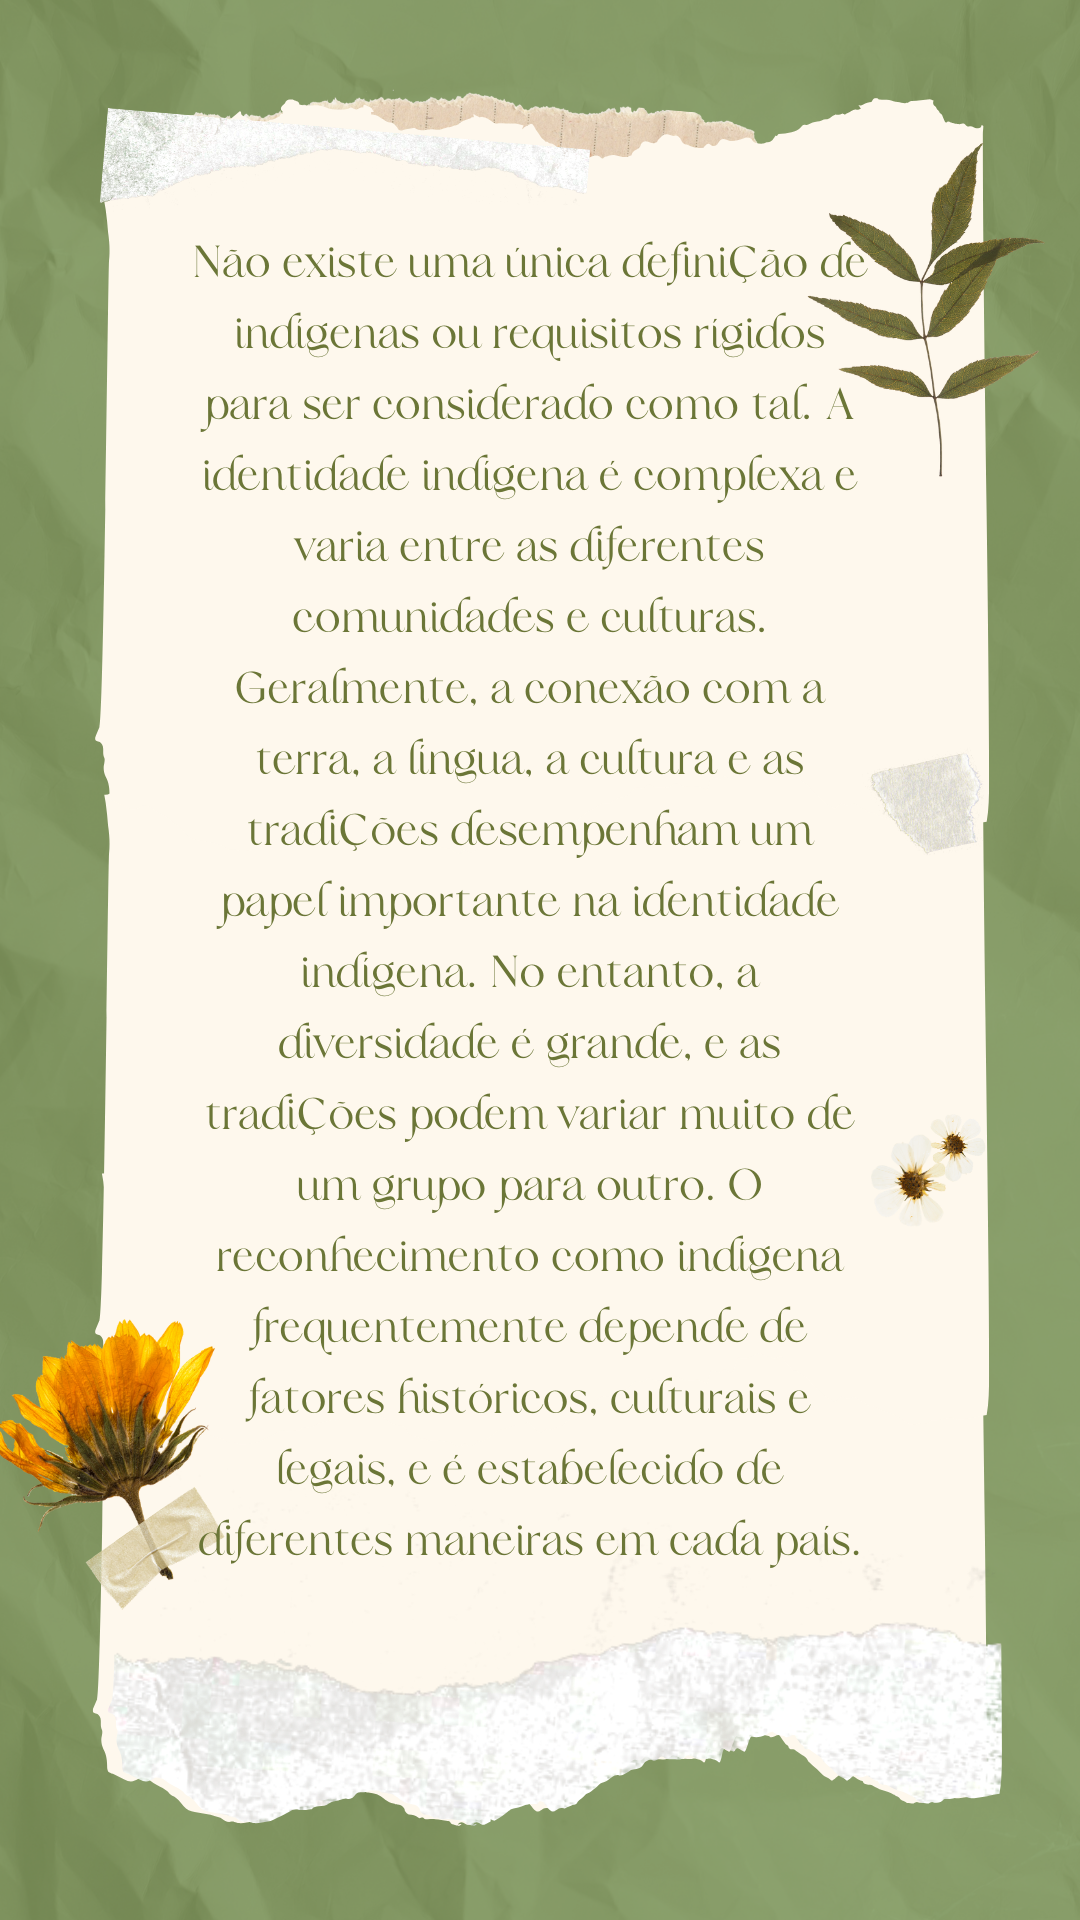 Não existe uma única definiÇão de
indígenas ou requisitos rígidos
para ser considerado como tal. A
identidade indígena é complexa e
varia entre as diferentes
comunidades e culturas.
Geralmente, a conexão com a
terra, a língua, a cultura e as
tradiÇões desempenham um
papel importante na identidade
indígena. No entanto, a
diversidade é grande, e as
tradiÇões podem variar muito de
um grupo para outro. O
reconhecimento como indígena
frequentemente depende de
fatores históricos, culturais e
legais, e é estabelecido de
diferentes maneiras em cada país.